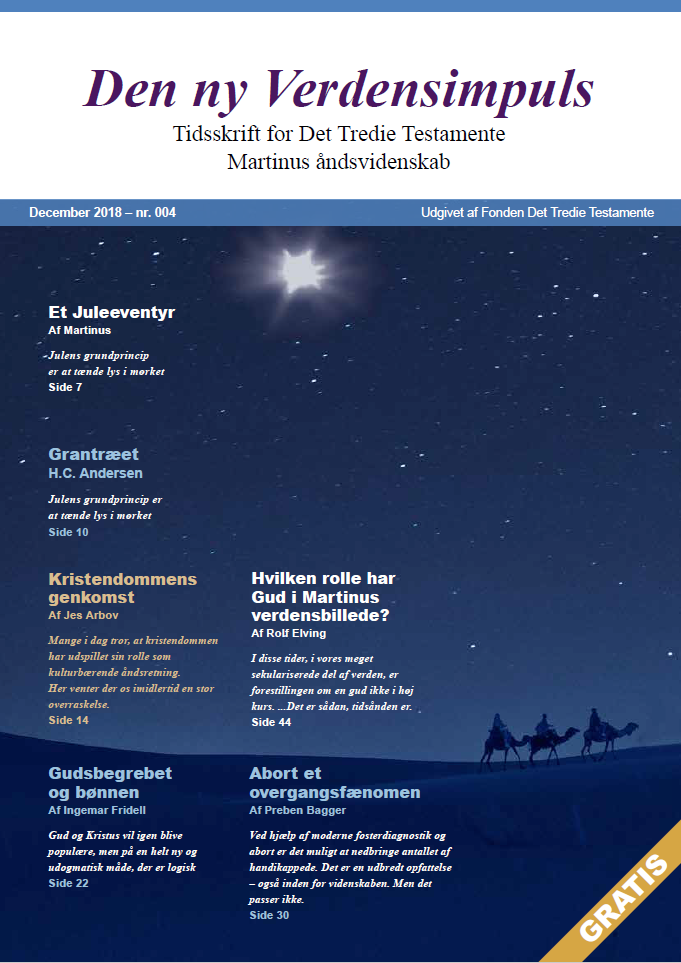 Den ny Verdensimpuls
Tidsskrift for Det Tredie Testamente
Martinus åndsvidenskab
December 2018 – nr. 004
Udgivet af Fonden Det Tredie Testamente
Et Juleeventyr
Af Martinus
Julens grundprincip
er at tænde lys i mørket
Side 7
Grantræet
H.C. Andersen
Julens grundprincip er
at tænde lys i mørket
Side 10
Kristendommens
genkomst
Af Jes Arbov
Mange i dag tror, at kristendommen
har udspillet sin rolle som
kulturbærende åndsretning.
Her venter der os imidlertid en stor
overraskelse.
Side 14
Hvilken rolle har
Gud i Martinus
verdensbillede?
Af Rolf Elving
I disse tider, i vores meget
sekulariserede del af verden, er
forestillingen om en gud ikke i høj
kurs. ...Det er sådan, tidsånden er.
Side 44
Gudsbegrebet
og bønnen
Af Ingemar Fridell
Gud og Kristus vil igen blive
populære, men på en helt ny og
udogmatisk måde, der er logisk
Side 22
Abort et
overgangsfænomen
Af Preben Bagger
Ved hjælp af moderne fosterdiagnostik og
abort er det muligt at nedbringe antallet af
handikappede. Det er en udbredt opfattelse
– også inden for videnskaben. Men det
passer ikke.
Side 30
GRATIS